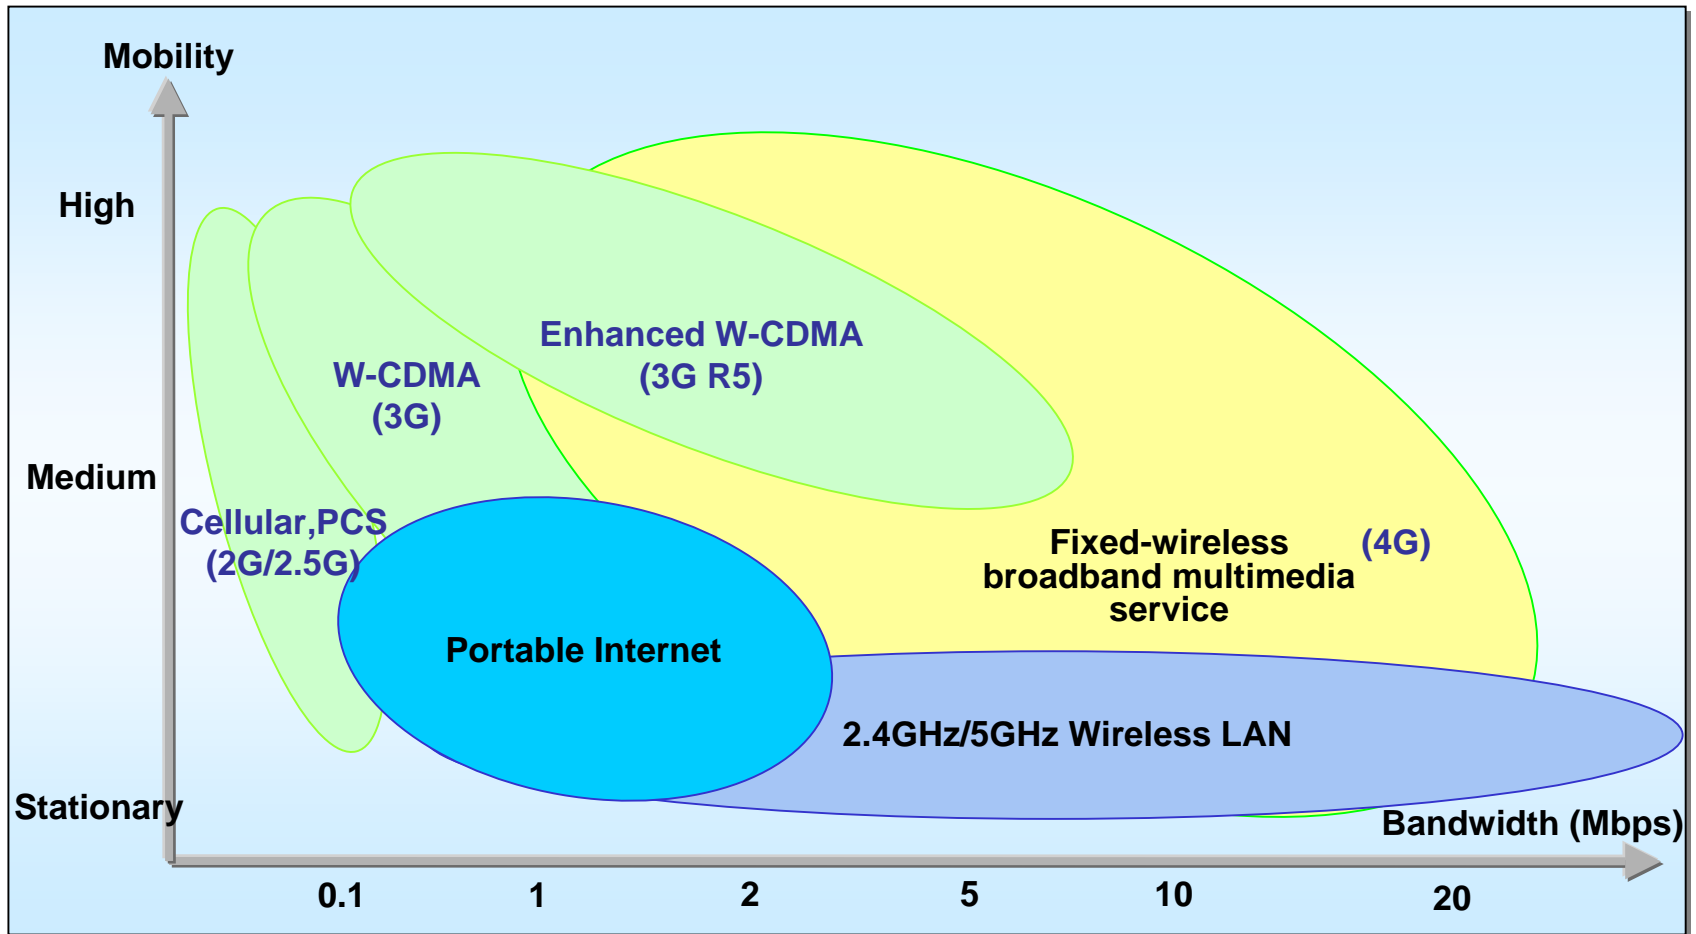 Mobility
High
Enhanced W-CDMA
(3G R5)
W-CDMA
(3G)
Medium
Cellular,PCS
(2G/2.5G)
Fixed-wireless (4G)
broadband multimedia
service
Portable Internet
2.4GHz/5GHz Wireless LAN
Stationary
Bandwidth (Mbps)
0.1 1 2 5 10 20